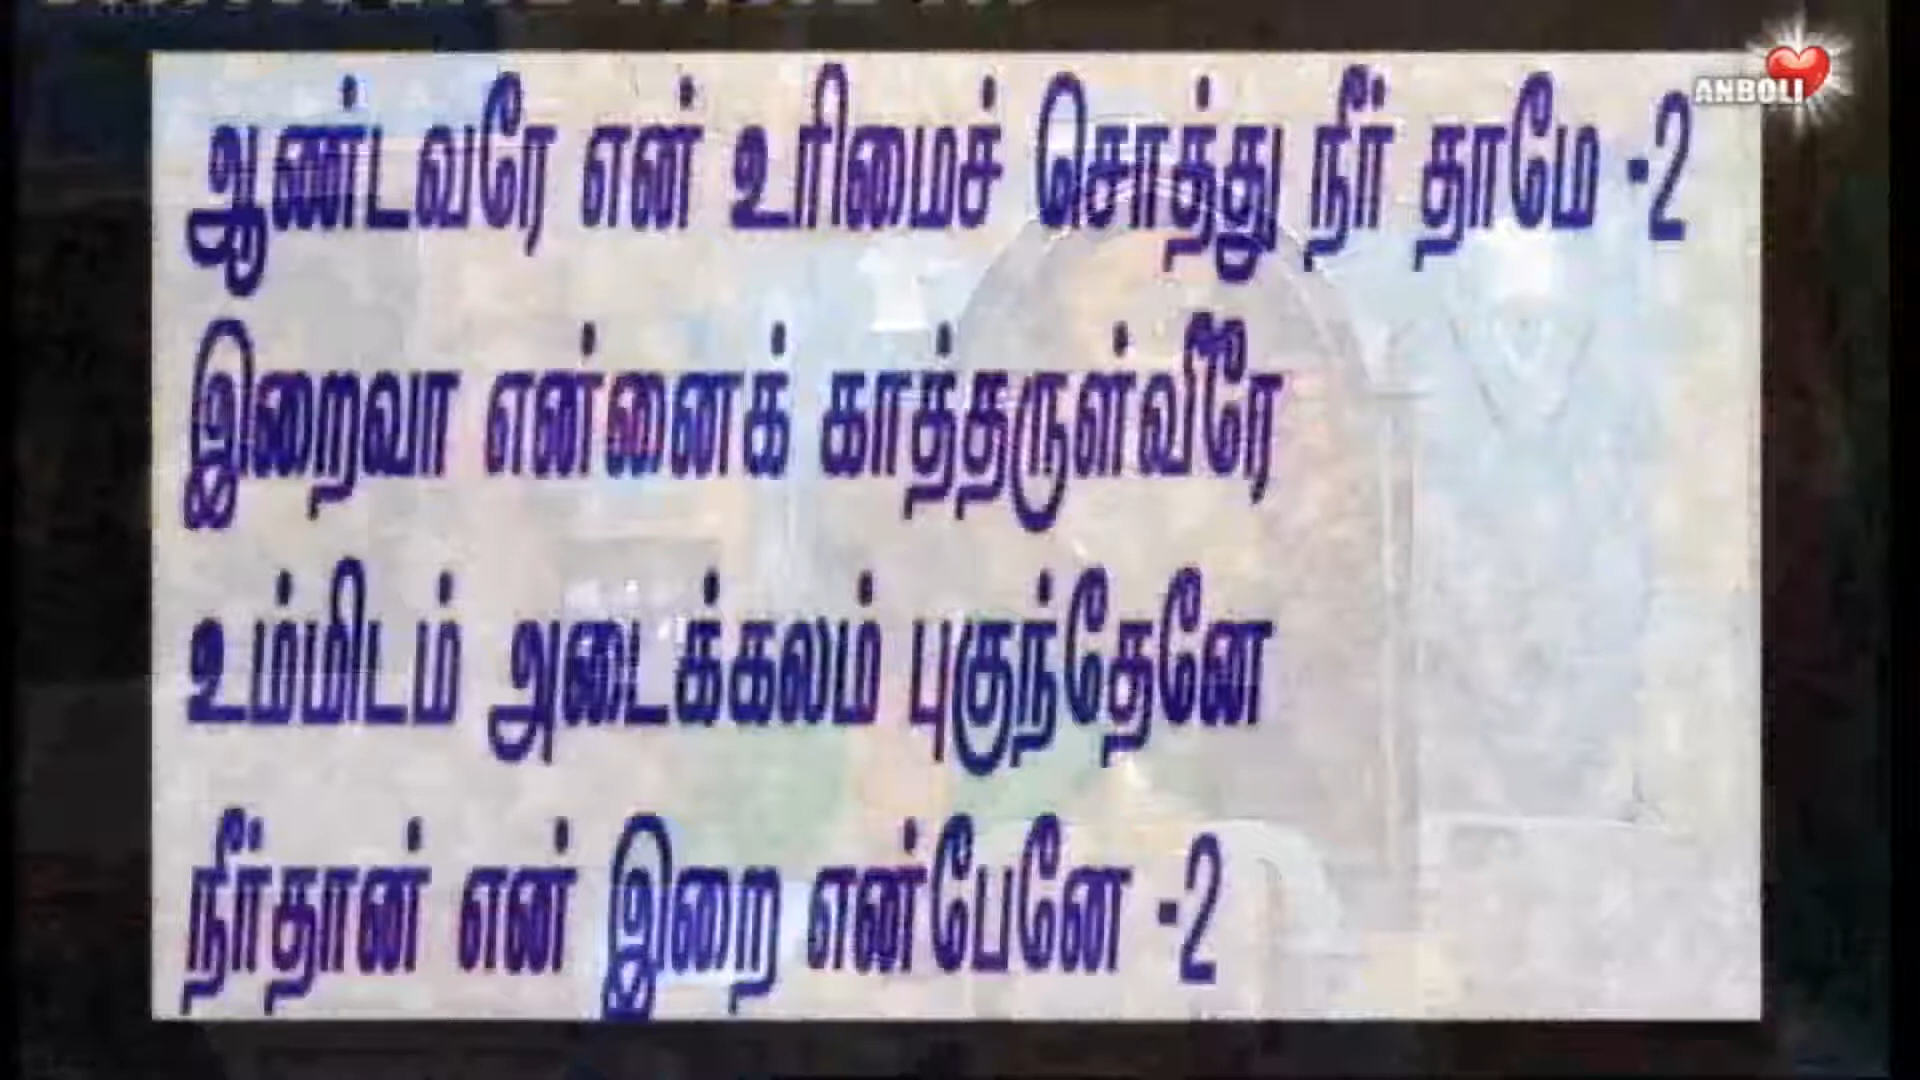 ANBOLI
ஆண்டவரே என் உரிமைச் சொத்து நீர் தாமே -2
இறைவா என்னைக் காத்தருள்வீரே
உம்மிடம் அடைக்கலம் புகுந்தேனே
நீர்தான் என் இறை என்பேனே -2